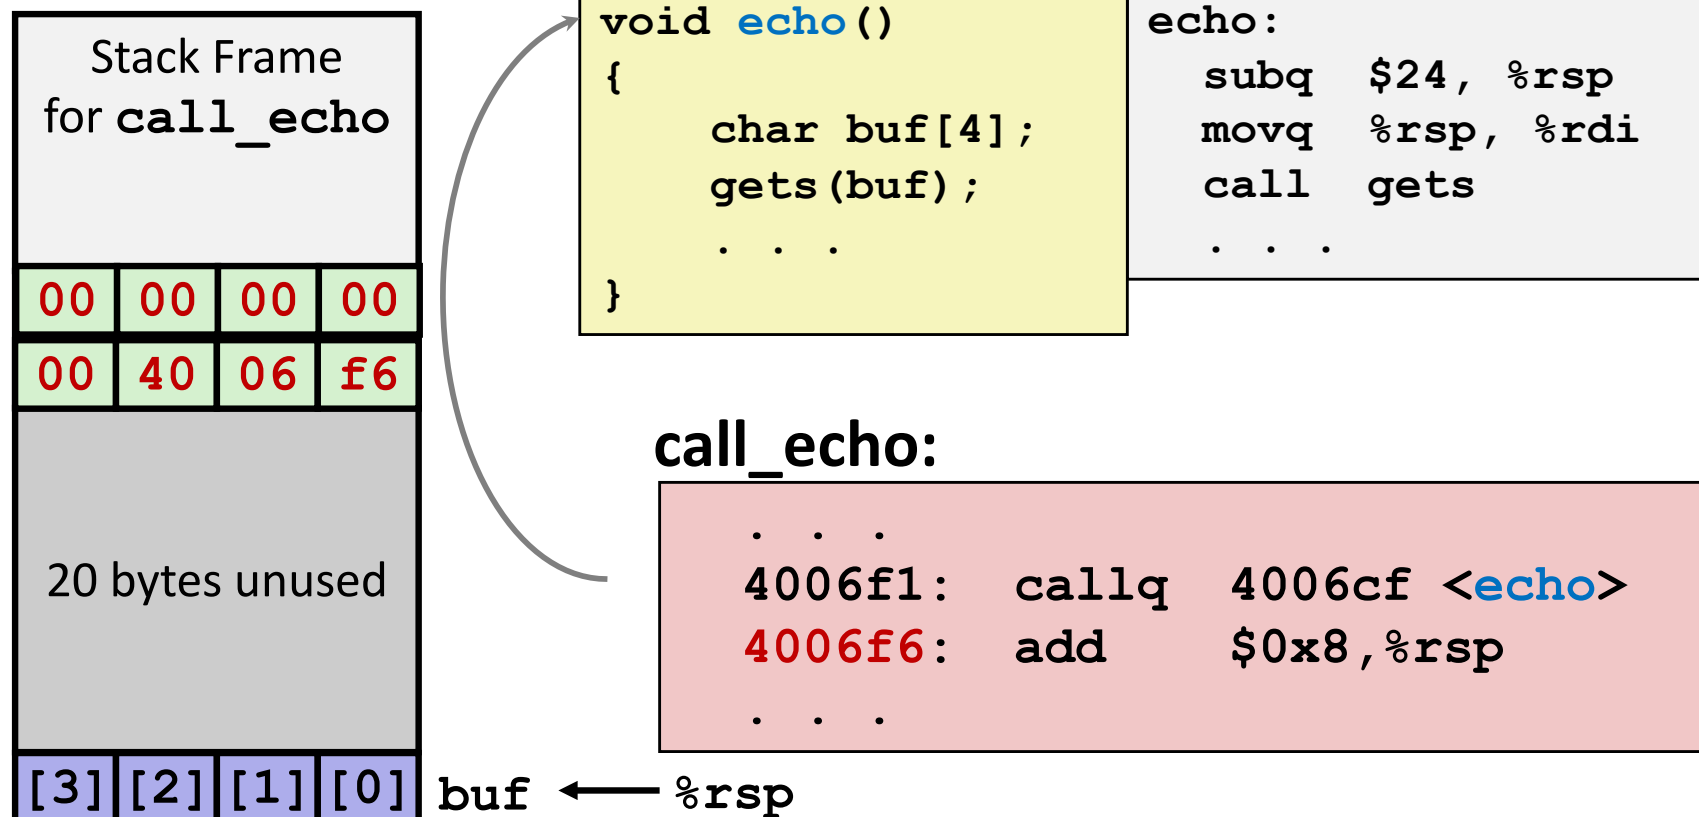 Stack Frame
for call_echo
00 00 00 00
00 40 06 f6
20 bytes unused
[3] [2] [1] [0] buf %rsp
void echo()
{
char buf[4];
gets(buf);
. . .
}
echo:
subq $24, %rsp
movq %rsp, %rdi
call gets
. . .
call_echo:
. . .
4006f1: callq 4006cf <echo>
4006f6: add $0x8,%rsp
. . .